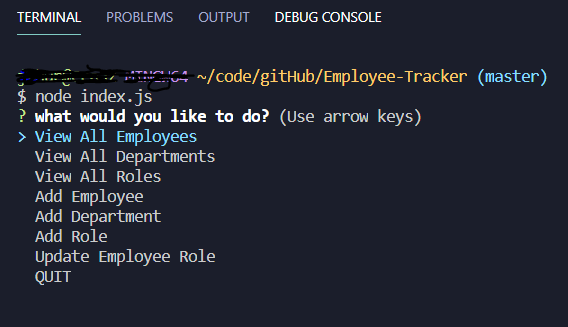 TERMINAL PROBLEMS OUTPUT DEBUG CONSOLE
MINGW64 ~/code/gitHub/Employee-Tracker (master)
$ node index.js
? what would you like to do? (Use arrow keys)
> View All Employees
View All Departments
View All Roles
Add Employee
Add Department
Add Role
Update Employee Role
QUIT